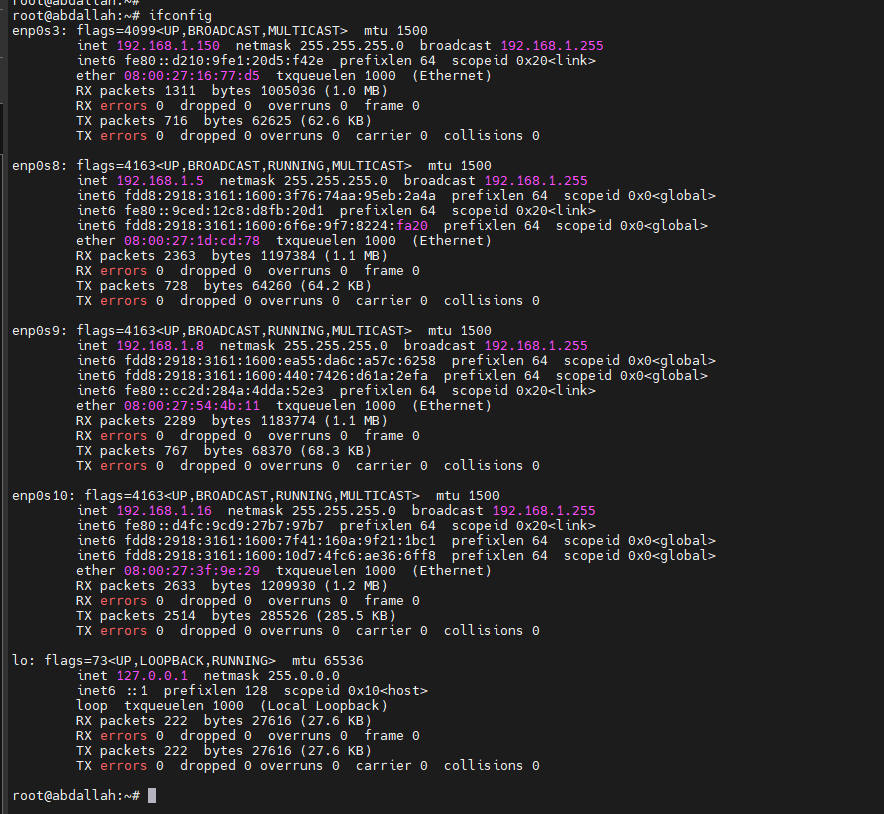 root@abdallah:~#
root@abdallah:~# ifconfig
enp0s3: flags=4099<UP,BROADCAST,MULTICAST>  mtu 1500
        inet 192.168.1.150  netmask 255.255.255.0  broadcast 192.168.1.255
        inet6 fe80::d210:9fe1:20d5:f42e  prefixlen 64  scopeid 0x20<link>
        ether 08:00:27:16:77:d5  txqueuelen 1000  (Ethernet)
        RX packets 1311  bytes 1005036 (1.0 MB)
        RX errors 0  dropped 0  overruns 0  frame 0
        TX packets 716  bytes 62625 (62.6 KB)
        TX errors 0  dropped 0 overruns 0  carrier 0  collisions 0

enp0s8: flags=4163<UP,BROADCAST,RUNNING,MULTICAST>  mtu 1500
        inet 192.168.1.5  netmask 255.255.255.0  broadcast 192.168.1.255
        inet6 fdd8:2918:3161:1600:3f76:74aa:95eb:2a4a  prefixlen 64  scopeid 0x0<global>
        inet6 fe80::9ced:12c8:d8fb:20d1  prefixlen 64  scopeid 0x20<link>
        inet6 fdd8:2918:3161:1600:6f6e:9f7:8224:fa20  prefixlen 64  scopeid 0x0<global>
        ether 08:00:27:1d:cd:78  txqueuelen 1000  (Ethernet)
        RX packets 2363  bytes 1197384 (1.1 MB)
        RX errors 0  dropped 0  overruns 0  frame 0
        TX packets 728  bytes 64260 (64.2 KB)
        TX errors 0  dropped 0 overruns 0  carrier 0  collisions 0

enp0s9: flags=4163<UP,BROADCAST,RUNNING,MULTICAST>  mtu 1500
        inet 192.168.1.8  netmask 255.255.255.0  broadcast 192.168.1.255
        inet6 fdd8:2918:3161:1600:ea55:da6c:a57c:6258  prefixlen 64  scopeid 0x0<global>
        inet6 fdd8:2918:3161:1600:440:7426:d61a:2efa  prefixlen 64  scopeid 0x0<global>
        inet6 fe80::cc2d:284a:4dda:52e3  prefixlen 64  scopeid 0x20<link>
        ether 08:00:27:54:4b:11  txqueuelen 1000  (Ethernet)
        RX packets 2289  bytes 1183774 (1.1 MB)
        RX errors 0  dropped 0  overruns 0  frame 0
        TX packets 767  bytes 68370 (68.3 KB)
        TX errors 0  dropped 0 overruns 0  carrier 0  collisions 0

enp0s10: flags=4163<UP,BROADCAST,RUNNING,MULTICAST>  mtu 1500
        inet 192.168.1.16  netmask 255.255.255.0  broadcast 192.168.1.255
        inet6 fe80::d4fc:9cd9:27b7:97b7  prefixlen 64  scopeid 0x20<link>
        inet6 fdd8:2918:3161:1600:7f41:160a:9f21:1bc1  prefixlen 64  scopeid 0x0<global>
        inet6 fdd8:2918:3161:1600:10d7:4fc6:ae36:6ff8  prefixlen 64  scopeid 0x0<global>
        ether 08:00:27:3f:9e:29  txqueuelen 1000  (Ethernet)
        RX packets 2633  bytes 1209930 (1.2 MB)
        RX errors 0  dropped 0  overruns 0  frame 0
        TX packets 2514  bytes 285526 (285.5 KB)
        TX errors 0  dropped 0 overruns 0  carrier 0  collisions 0

lo: flags=73<UP,LOOPBACK,RUNNING>  mtu 65536
        inet 127.0.0.1  netmask 255.0.0.0
        inet6 ::1  prefixlen 128  scopeid 0x10<host>
        loop  txqueuelen 1000  (Local Loopback)
        RX packets 222  bytes 27616 (27.6 KB)
        RX errors 0  dropped 0  overruns 0  frame 0
        TX packets 222  bytes 27616 (27.6 KB)
        TX errors 0  dropped 0 overruns 0  carrier 0  collisions 0

root@abdallah:~#